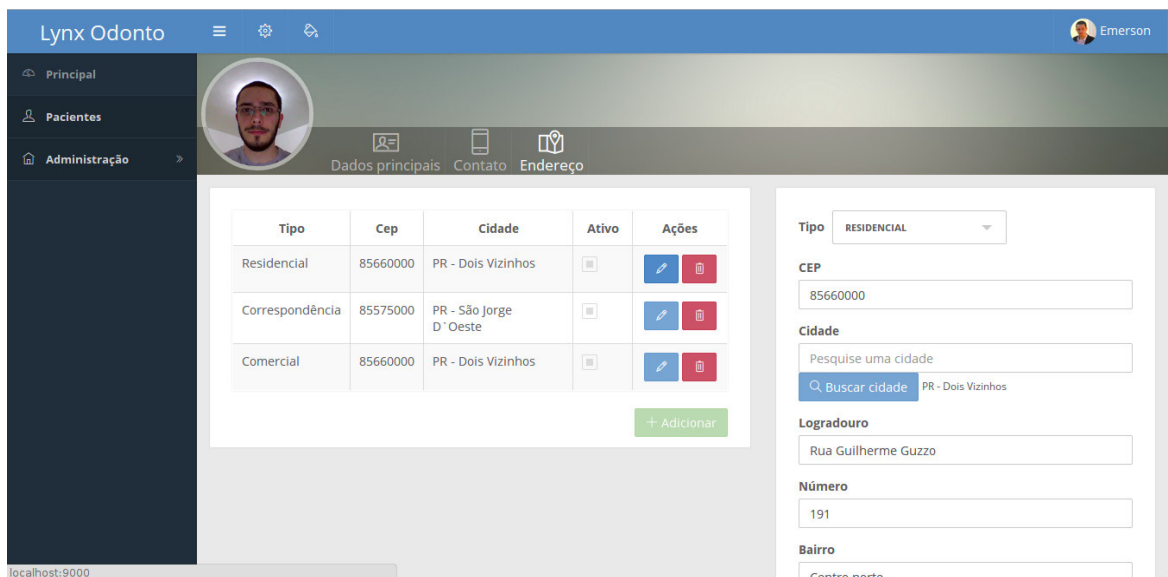 Lynx Odonto
Emerson
Principal
Pacientes
Administração
Dados principais Contato Endereço
Tipo Cep Cidade Ativo Ações
Residencial 85660000 PR - Dois Vizinhos
Correspondência 85575000 PR - São Jorge
D`Oeste
Comercial 85660000 PR - Dois Vizinhos
+ Adicionar
Tipo RESIDENCIAL
CEP
85660000
Cidade
Pesquise uma cidade
Buscar cidade PR - Dois Vizinhos
Logradouro
Rua Guilherme Guzzo
Número
191
Bairro
Centro norte
localhost:9000